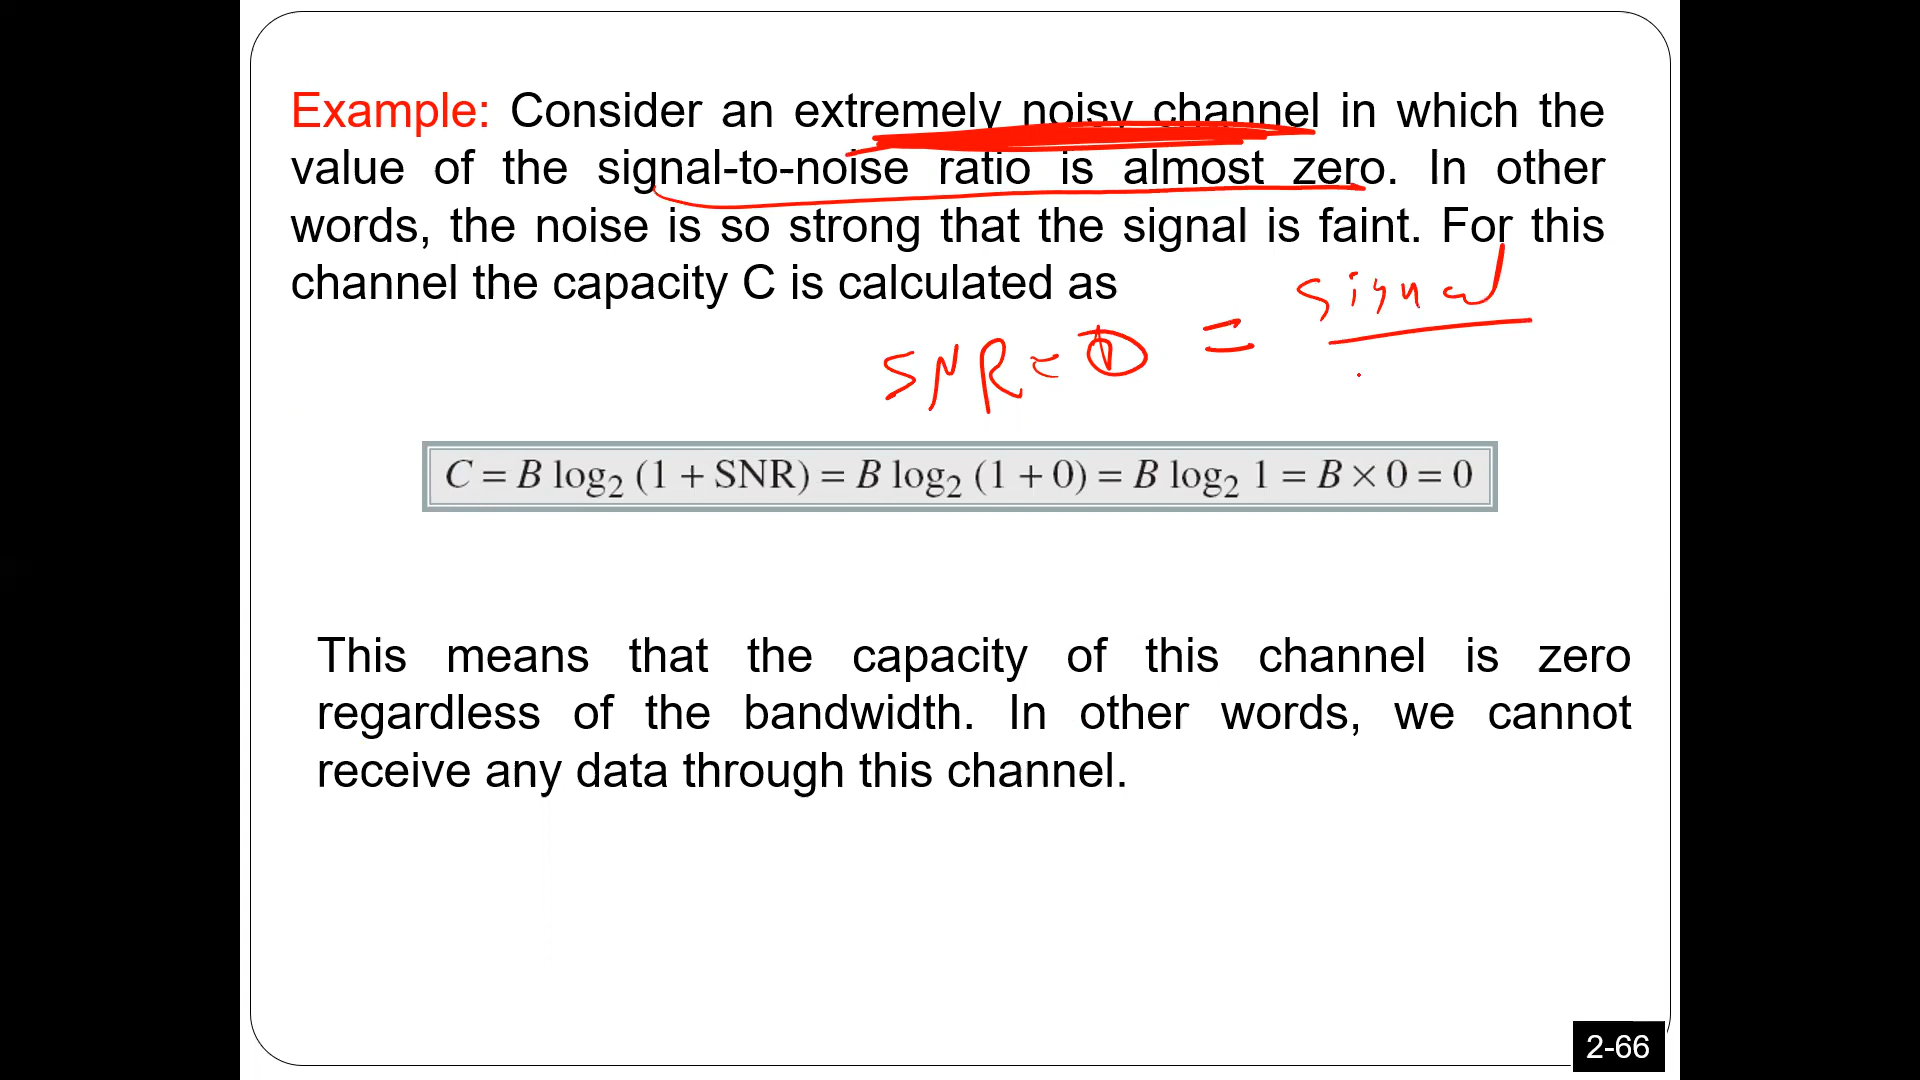 Example: Consider an extremely noisy channel in which the
value of the signal-to-noise ratio is almost zero. In other
words, the noise is so strong that the signal is faint. For this
channel the capacity C is calculated as
signal
SNR = =
C = B log₂ (1 + SNR) = B log₂ (1 + 0) = B log₂ 1 = B × 0 = 0
This means that the capacity of this channel is zero
regardless of the bandwidth. In other words, we cannot
receive any data through this channel.
2-66